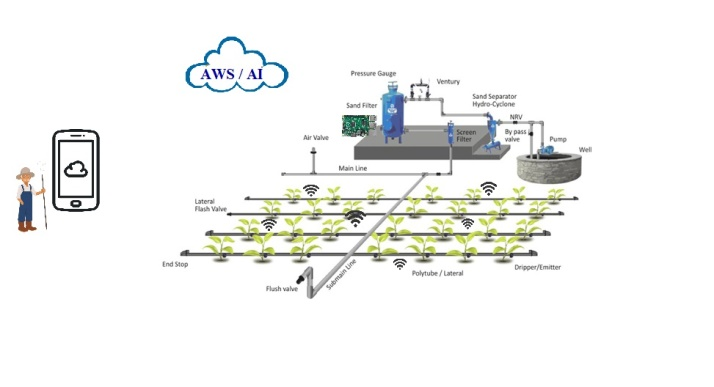 AWS / AI
Pressure Gauge
Ventury
Sand Separator
Hydro-Cyclone
Sand Filter
NRV
Screen
Filter
By pass
valve
Pump
Well
Air Valve
Main Line
Lateral
Flash Valve
End Stop
Submain Line
Dripper/Emitter
Polytube / Lateral
Flush valve